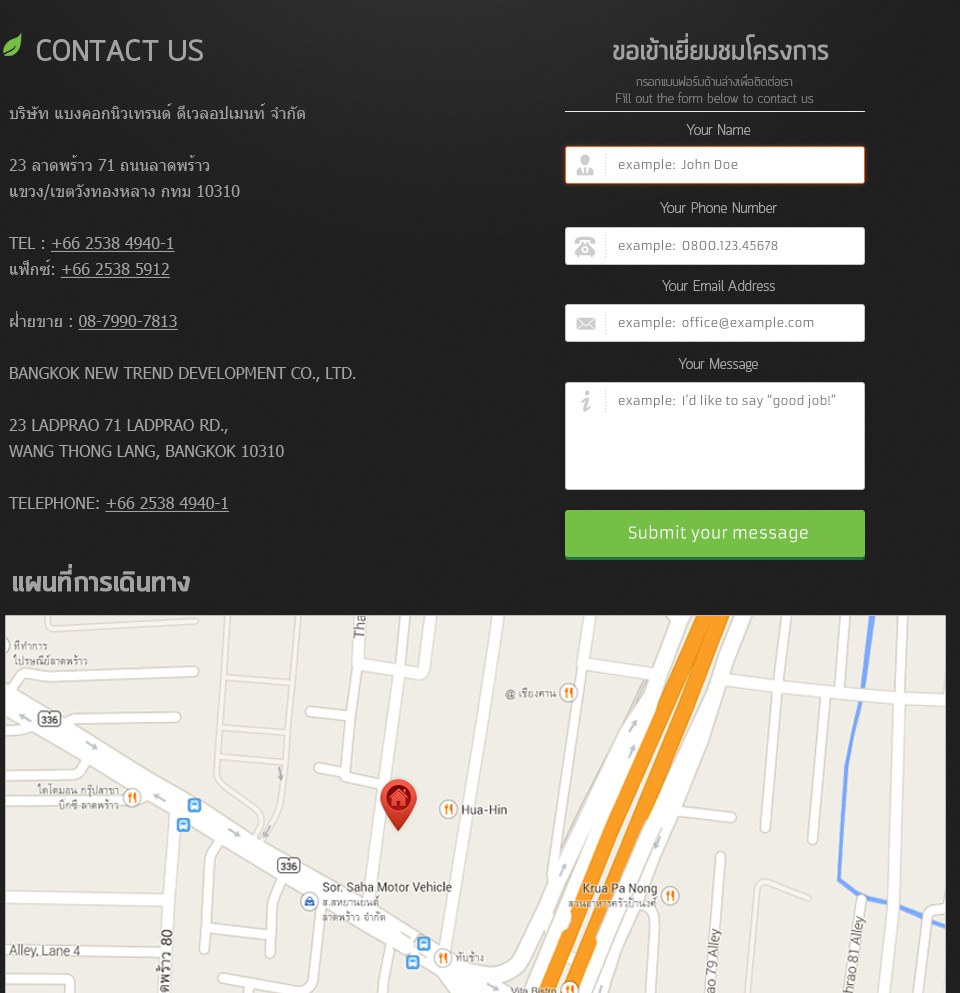 CONTACT US
บริษัท แบงคอกนิวเทรนด์ ดีเวลอปเมนท์ จำกัด
23 ลาดพร้าว 71 ถนนลาดพร้าว
แขวง/เขตวังทองหลาง กทม 10310
TEL : +66 2538 4940-1
แฟ็กซ์: +66 2538 5912
ฝ่ายขาย : 08-7990-7813
BANGKOK NEW TREND DEVELOPMENT CO., LTD.
23 LADPRAO 71 LADPRAO RD.,
WANG THONG LANG, BANGKOK 10310
TELEPHONE: +66 2538 4940-1
ขอเข้าเยี่ยมชมโครงการ
กรอกแบบฟอร์มด้านล่างเพื่อติดต่อเรา
Fill out the form below to contact us
Your Name
example: John Doe
Your Phone Number
example: 0800.123.45678
Your Email Address
example: office@example.com
Your Message
example: I'd like to say “good job!”
Submit your message
แผนที่การเดินทาง
ที่ทำการ
ไปรษณีย์ลาดพร้าว
@ เชียงคาน
336
โตโดมอน กรุ๊ปสาขา
บิ๊กซี ลาดพร้าว
Hua-Hin
336
Sor. Saha Motor Vehicle
ส.สหยานยนต์
ลาดพร้าว จำกัด
Krua Pa Nong
สวนอาหารครัวป้านงค์
Alley, Lane 4
พร้าว 80
ทับช้าง
Vita Bistro
ao 79 Alley
hrao 81 Alley